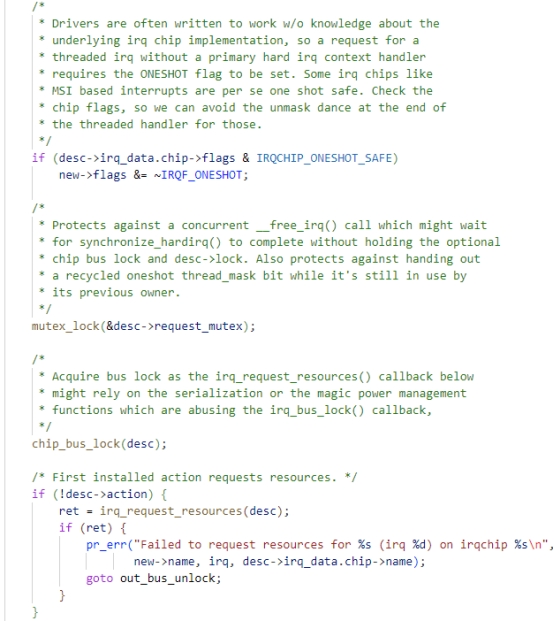 /*
 * Drivers are often written to work w/o knowledge about the
 * underlying irq chip implementation, so a request for a
 * threaded irq without a primary hard irq context handler
 * requires the ONESHOT flag to be set. Some irq chips like
 * MSI based interrupts are per se one shot safe. Check the
 * chip flags, so we can avoid the unmask dance at the end of
 * the threaded handler for those.
 */
if (desc->irq_data.chip->flags & IRQCHIP_ONESHOT_SAFE)
    new->flags &= ~IRQF_ONESHOT;

/*
 * Protects against a concurrent __free_irq() call which might wait
 * for synchronize_hardirq() to complete without holding the optional
 * chip bus lock and desc->lock. Also protects against handing out
 * a recycled oneshot thread_mask bit while it's still in use by
 * its previous owner.
 */
mutex_lock(&desc->request_mutex);

/*
 * Acquire bus lock as the irq_request_resources() callback below
 * might rely on the serialization or the magic power management
 * functions which are abusing the irq_bus_lock() callback,
 */
chip_bus_lock(desc);

/* First installed action requests resources. */
if (!desc->action) {
    ret = irq_request_resources(desc);
    if (ret) {
        pr_err("Failed to request resources for %s (irq %d) on irqchip %s\n",
               new->name, irq, desc->irq_data.chip->name);
        goto out_bus_unlock;
    }
}